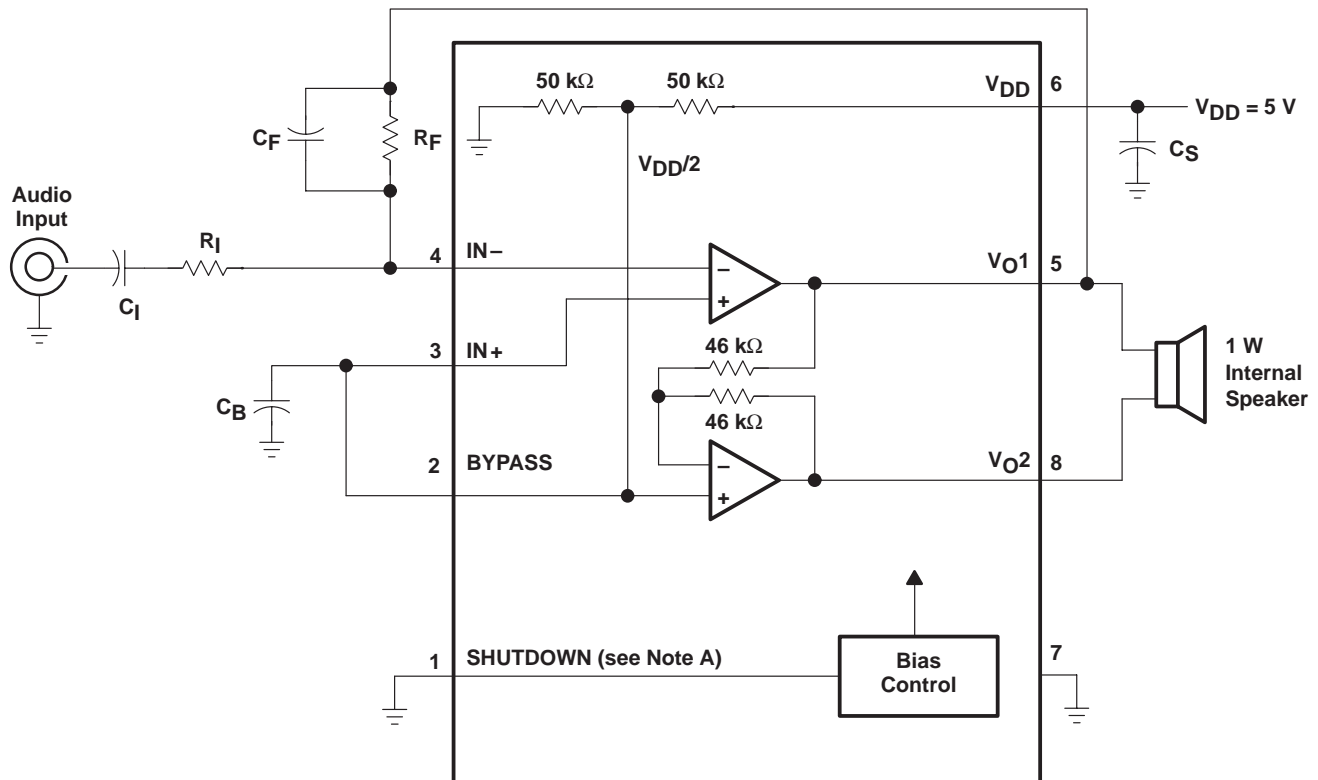 50 kΩ
50 kΩ
VDD
6
VDD = 5 V
CF
RF
CS
VDD/2
Audio
Input
RI
CI
4
IN−
−
+
VO1
5
3
IN+
46 kΩ
46 kΩ
1 W
Internal
Speaker
CB
2
BYPASS
−
+
VO2
8
1
SHUTDOWN (see Note A)
Bias
Control
7